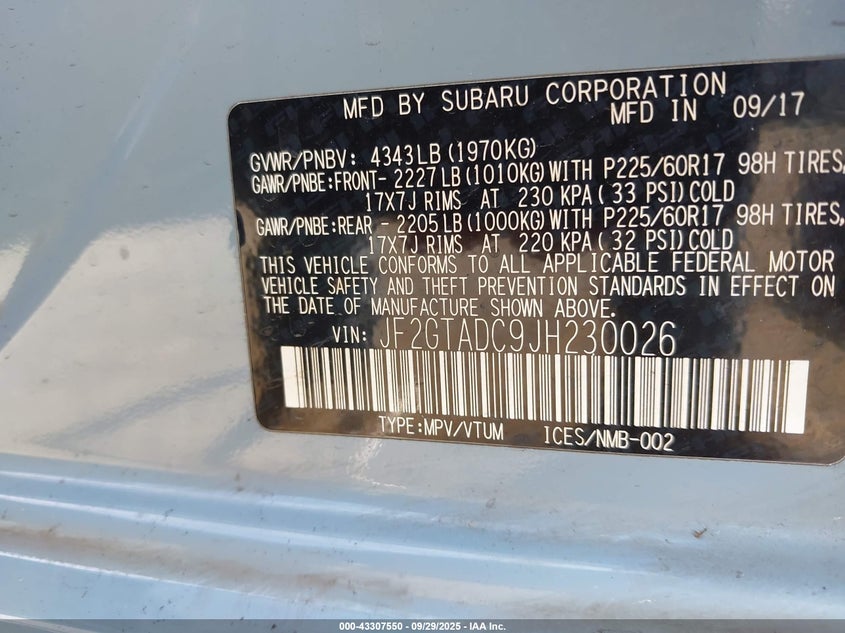 MFD BY SUBARU CORPORATION
MFD IN 09/17
GVWR/PNBV: 4343LB (1970KG)
GAWR/PNBE:FRONT- 2227LB (1010KG) WITH P225/60R17 98H TIRES,
17X7J RIMS AT 230 KPA (33 PSI) COLD
GAWR/PNBE:REAR - 2205LB (1000KG) WITH P225/60R17 98H TIRES,
17X7J RIMS AT 220 KPA (32 PSI) COLD
THIS VEHICLE CONFORMS TO ALL APPLICABLE FEDERAL MOTOR
VEHICLE SAFETY AND THEFT PREVENTION STANDARDS IN EFFECT ON
THE DATE OF MANUFACTURE SHOWN ABOVE.
VIN: JF2GTADC9JH230026
TYPE:MPV/VTUM ICES/NMB-002
000-43307550 - 09/29/2025 - IAA Inc.